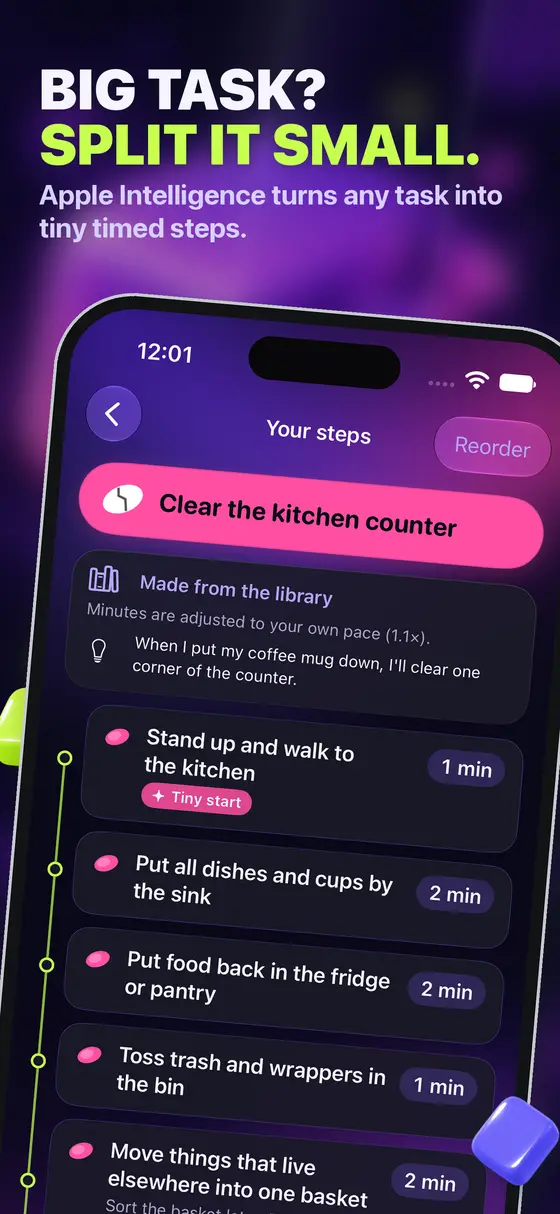 BIG TASK?
SPLIT IT SMALL.
Apple Intelligence turns any task into
tiny timed steps.
12:01
Your steps
Reorder
Clear the kitchen counter
Made from the library
Minutes are adjusted to your own pace (1.1×).
When I put my coffee mug down, I'll clear one
corner of the counter.
Stand up and walk to
the kitchen
1 min
Tiny start
Put all dishes and cups by
the sink
2 min
Put food back in the fridge
or pantry
2 min
Toss trash and wrappers in
the bin
1 min
Move things that live
elsewhere into one basket
2 min
Sort the basket